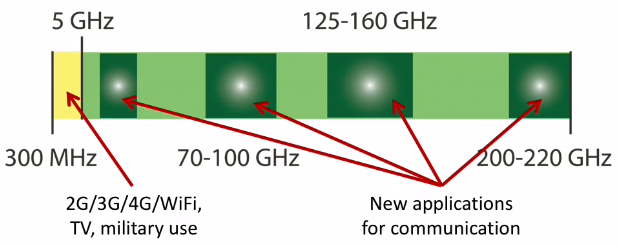 5 GHz
125-160 GHz
300 MHz
70-100 GHz
200-220 GHz
2G/3G/4G/WiFi,
TV, military use
New applications
for communication